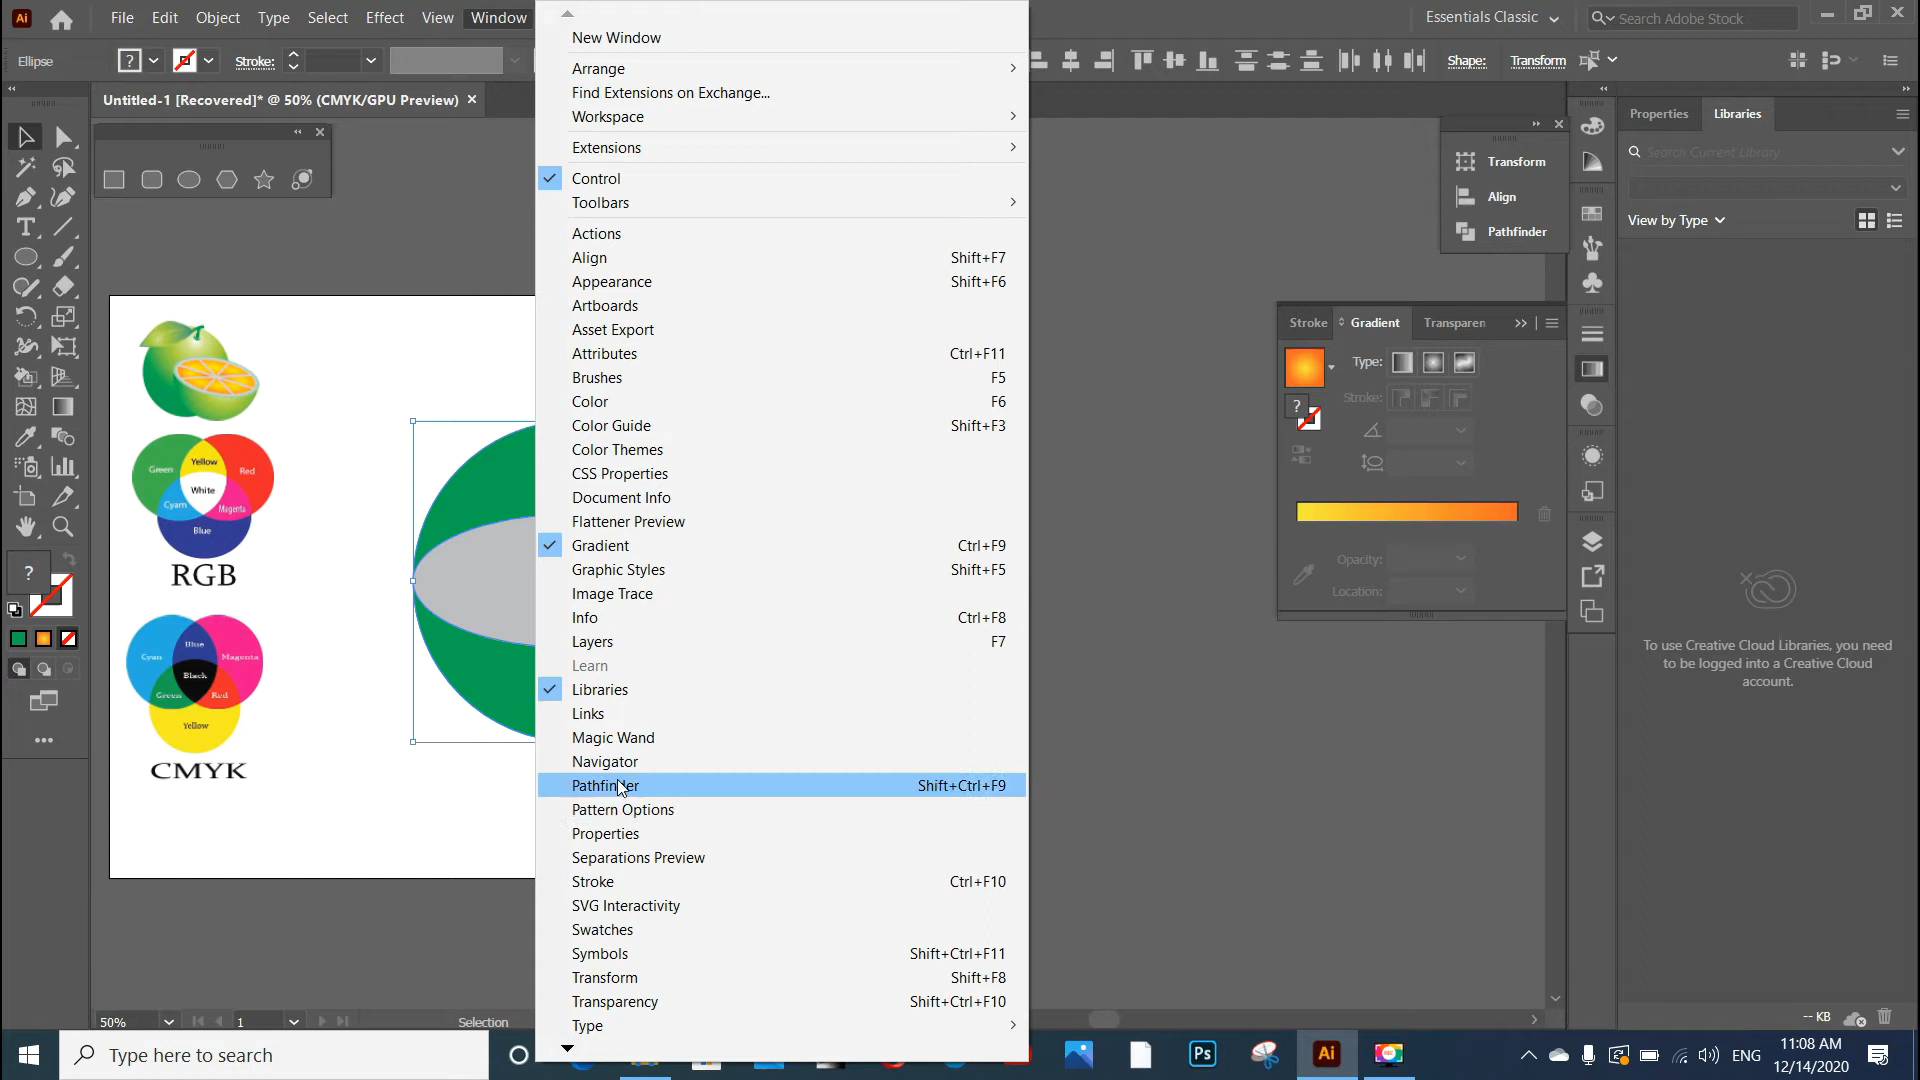 Ai File Edit Object Type Select Effect View Window Essentials Classic Search Adobe Stock
Ellipse ? Stroke: Shape: Transform
Untitled-1 [Recovered]* @ 50% (CMYK/GPU Preview)
New Window
Arrange
Find Extensions on Exchange...
Workspace
Extensions
Control
Toolbars
Actions
Align Shift+F7
Appearance Shift+F6
Artboards
Asset Export
Attributes Ctrl+F11
Brushes F5
Color F6
Color Guide Shift+F3
Color Themes
CSS Properties
Document Info
Flattener Preview
Gradient Ctrl+F9
Graphic Styles Shift+F5
Image Trace
Info Ctrl+F8
Layers F7
Learn
Libraries
Links
Magic Wand
Navigator
Pathfinder Shift+Ctrl+F9
Pattern Options
Properties
Separations Preview
Stroke Ctrl+F10
SVG Interactivity
Swatches
Symbols Shift+Ctrl+F11
Transform Shift+F8
Transparency Shift+Ctrl+F10
Type
Green Yellow Red
White
Cyam Magenta
Blue
RGB
Cyan Blue Magenta
Black
Green Red
Yellow
CMYK
?
Transform
Align
Pathfinder
Stroke Gradient Transparen
Type:
Stroke:
?
Opacity:
Location:
Properties Libraries
Search Current Library
View by Type
To use Creative Cloud Libraries, you need
to be logged into a Creative Cloud
account.
-- KB
50% 1 Selection
Type here to search
Ps Ai
ENG
11:08 AM
12/14/2020